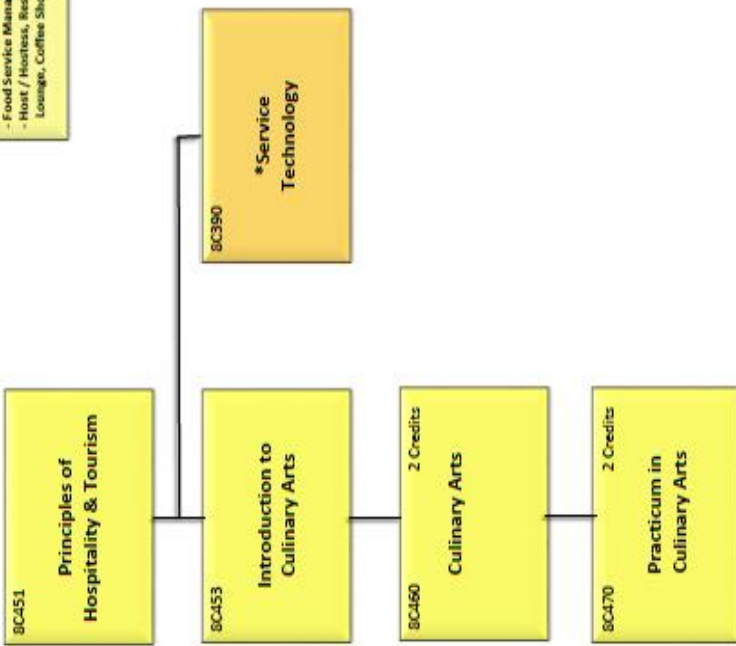 - Food Service Mana
- Host / Hostess, Res
Lounge, Coffee Sho
8C451
Principles of
Hospitality & Tourism
8C453
Introduction to
Culinary Arts
8C390
*Service
Technology
8C460 2 Credits
Culinary Arts
8C470 2 Credits
Practicum in
Culinary Arts